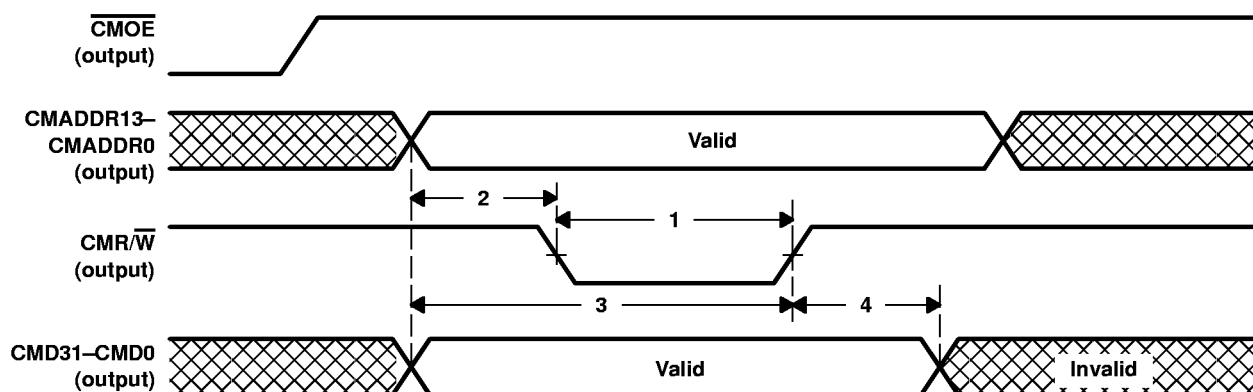 CMOE
(output)
CMADDR13–
CMADDR0
(output)
Valid
2
1
CMR/W
(output)
3
4
CMD31–CMD0
(output)
Valid
Invalid